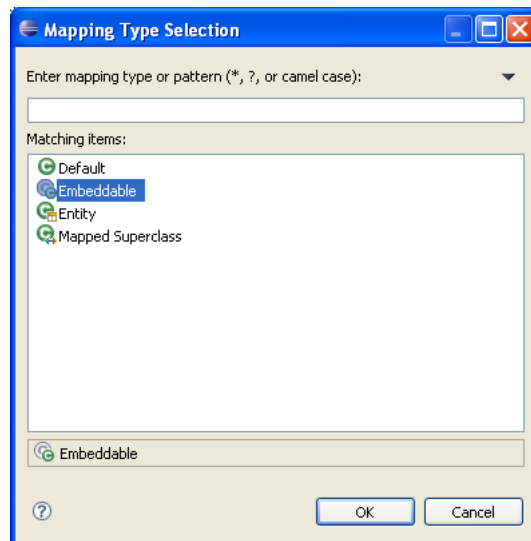 Mapping Type Selection
Enter mapping type or pattern (*, ?, or camel case):
Matching items:
Default
Embeddable
Entity
Mapped Superclass
Embeddable
? OK Cancel